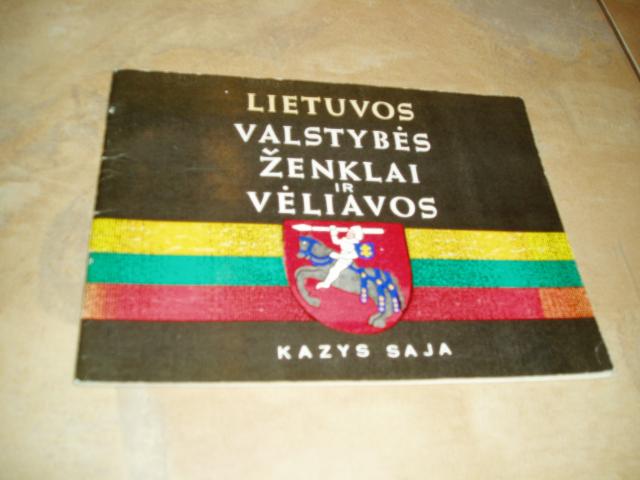 LIETUVOS
VALSTYBĖS
ŽENKLAI
IR
VĖLIAVOS
KAZYS SAJA